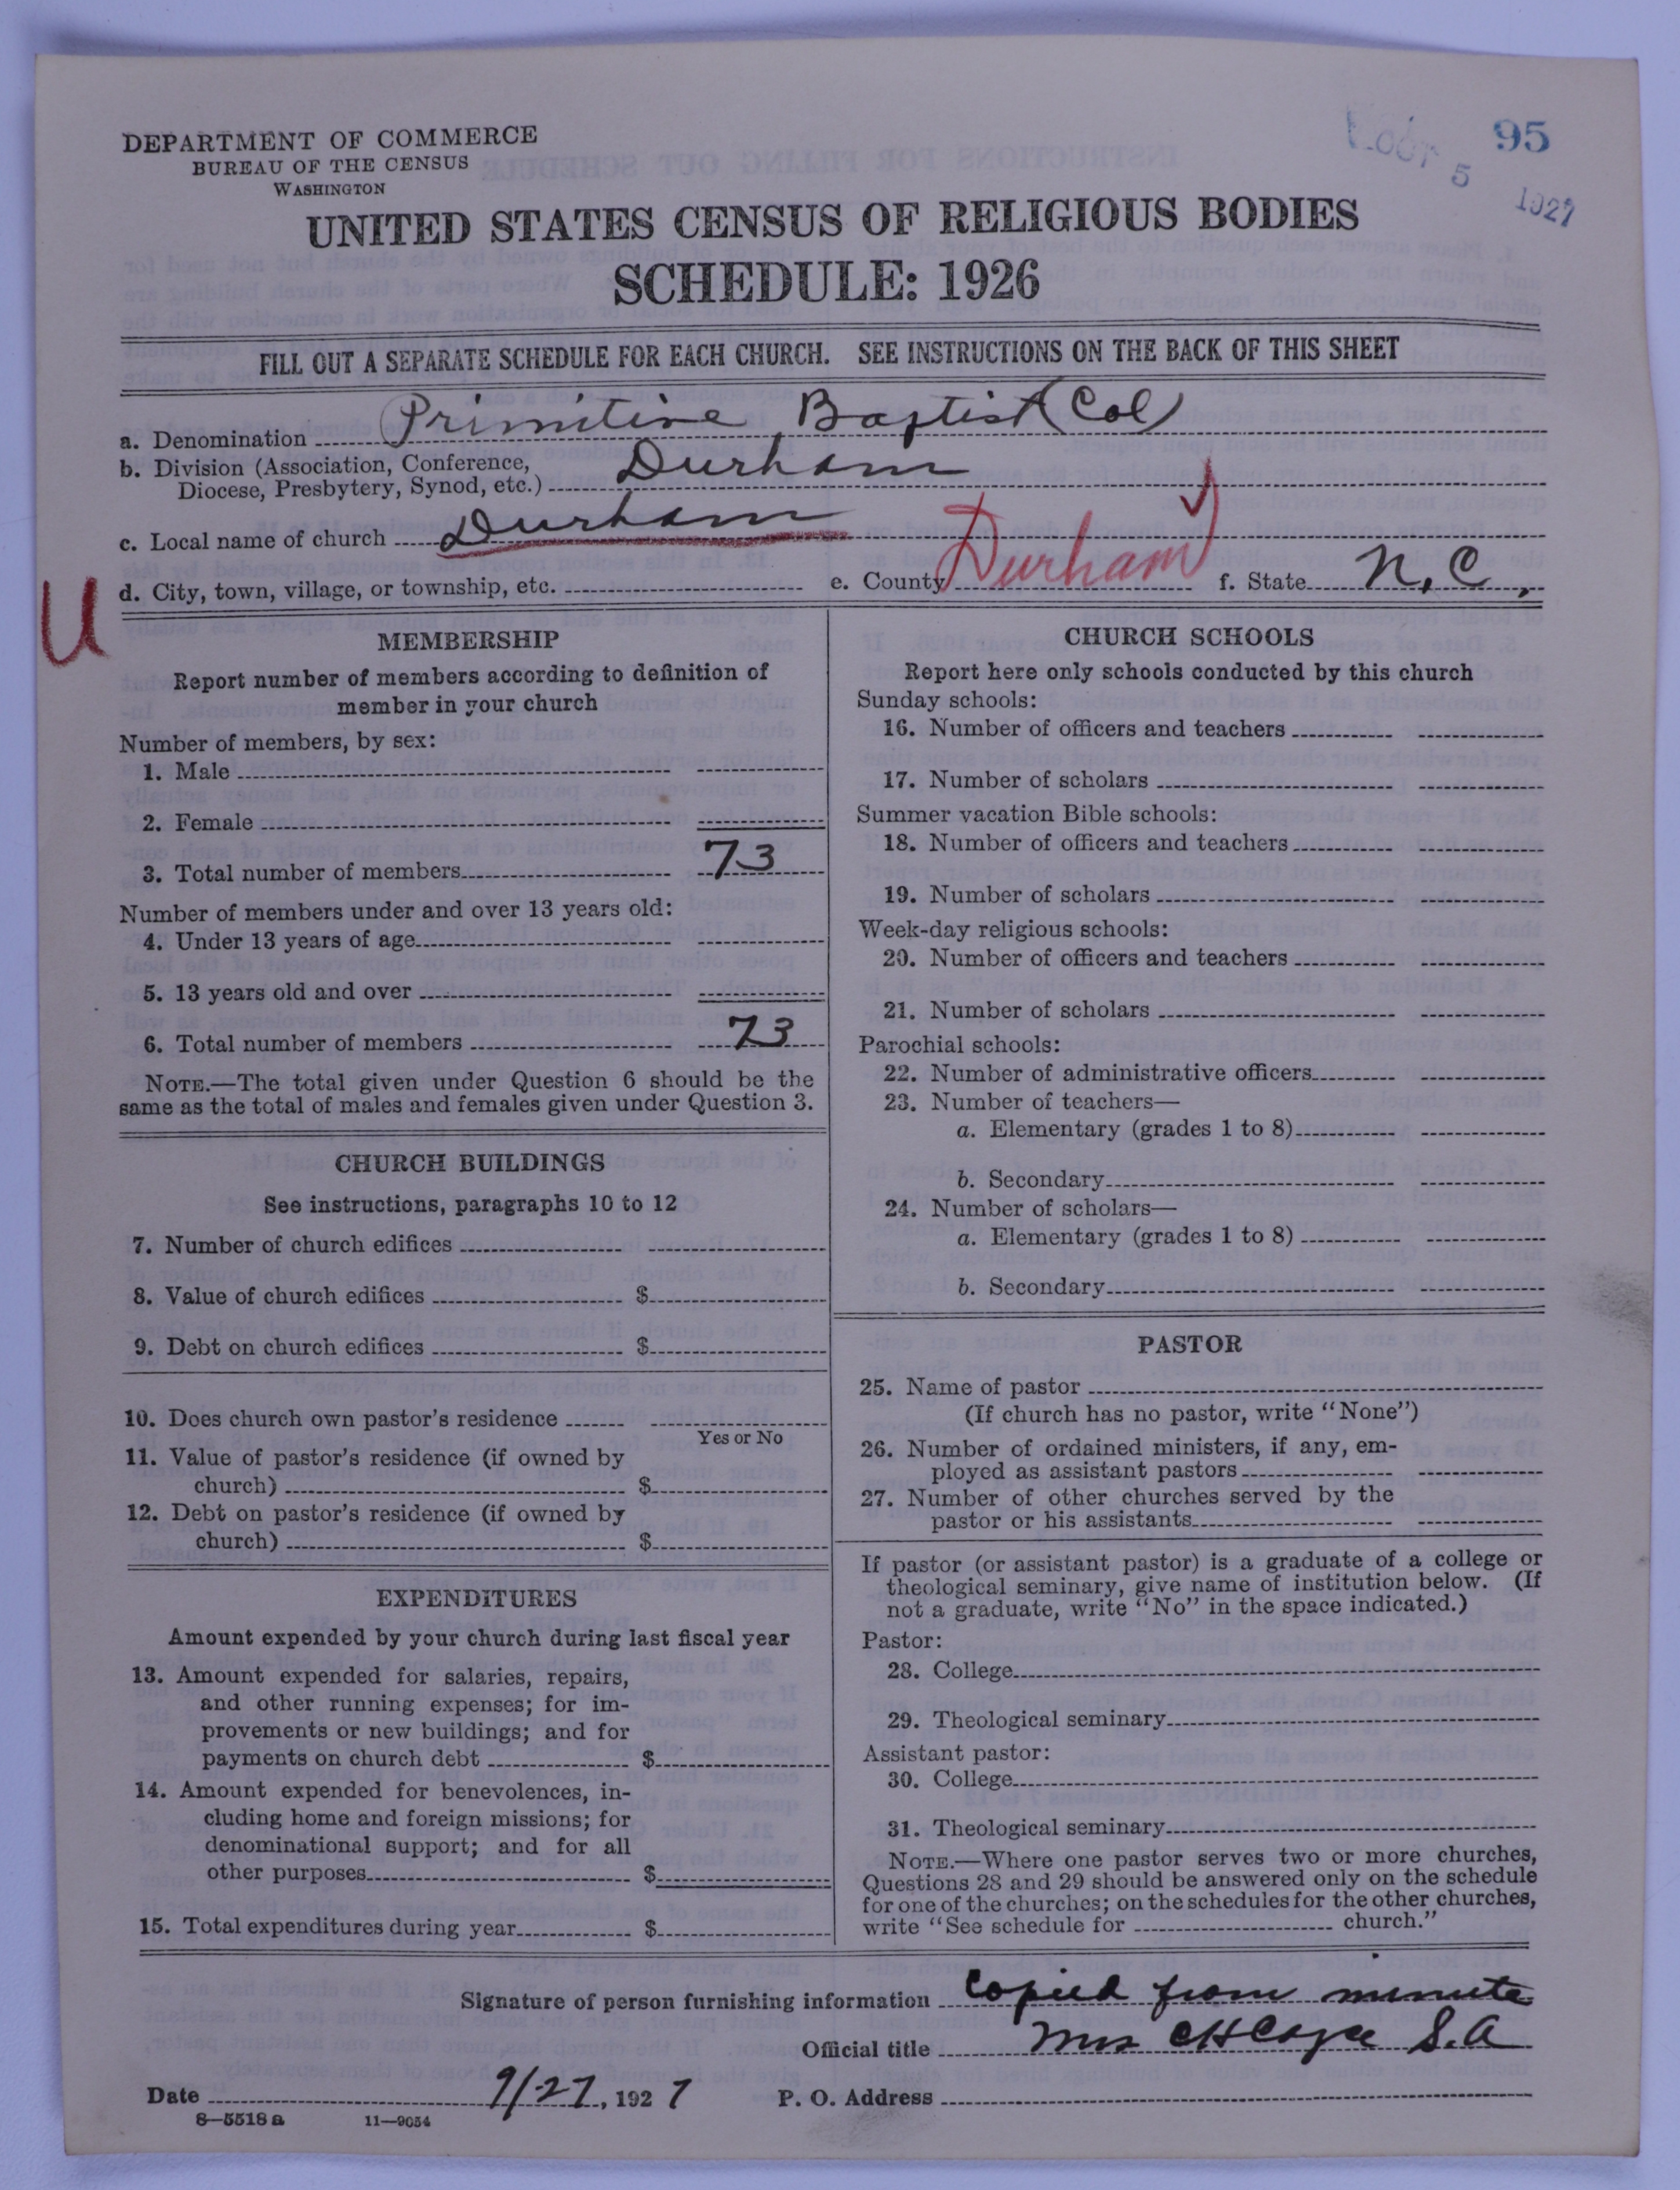 DEPARTMENT OF COMMERCE
BUREAU OF THE CENSUS
WASHINGTON
95
OCT 5 1927
UNITED STATES CENSUS OF RELIGIOUS BODIES
SCHEDULE: 1926
FILL OUT A SEPARATE SCHEDULE FOR EACH CHURCH. SEE INSTRUCTIONS ON THE BACK OF THIS SHEET
a. Denomination Primitive Baptist (Col)
b. Division (Association, Conference, Diocese, Presbytery, Synod, etc.) Durham
c. Local name of church Durham
d. City, town, village, or township, etc. e. County Durham f. State N.C.
U
MEMBERSHIP
Report number of members according to definition of
member in your church
Number of members, by sex:
1. Male
2. Female
3. Total number of members 73
Number of members under and over 13 years old:
4. Under 13 years of age
5. 13 years old and over
6. Total number of members 73
NOTE.—The total given under Question 6 should be the
same as the total of males and females given under Question 3.
CHURCH BUILDINGS
See instructions, paragraphs 10 to 12
7. Number of church edifices
8. Value of church edifices $
9. Debt on church edifices $
10. Does church own pastor's residence
Yes or No
11. Value of pastor's residence (if owned by
church) $
12. Debt on pastor's residence (if owned by
church) $
EXPENDITURES
Amount expended by your church during last fiscal year
13. Amount expended for salaries, repairs,
and other running expenses; for im-
provements or new buildings; and for
payments on church debt $
14. Amount expended for benevolences, in-
cluding home and foreign missions; for
denominational support; and for all
other purposes $
15. Total expenditures during year $
CHURCH SCHOOLS
Report here only schools conducted by this church
Sunday schools:
16. Number of officers and teachers
17. Number of scholars
Summer vacation Bible schools:
18. Number of officers and teachers
19. Number of scholars
Week-day religious schools:
20. Number of officers and teachers
21. Number of scholars
Parochial schools:
22. Number of administrative officers
23. Number of teachers—
a. Elementary (grades 1 to 8)
b. Secondary
24. Number of scholars—
a. Elementary (grades 1 to 8)
b. Secondary
PASTOR
25. Name of pastor
(If church has no pastor, write "None")
26. Number of ordained ministers, if any, em-
ployed as assistant pastors
27. Number of other churches served by the
pastor or his assistants
If pastor (or assistant pastor) is a graduate of a college or
theological seminary, give name of institution below. (If
not a graduate, write "No" in the space indicated.)
Pastor:
28. College
29. Theological seminary
Assistant pastor:
30. College
31. Theological seminary
NOTE.—Where one pastor serves two or more churches,
Questions 28 and 29 should be answered only on the schedule
for one of the churches; on the schedules for the other churches,
write "See schedule for church."
Signature of person furnishing information copied from minute
Official title Mrs CH Cayce S.A
Date 9/27, 1927 P. O. Address
8—5518 a 11—9054